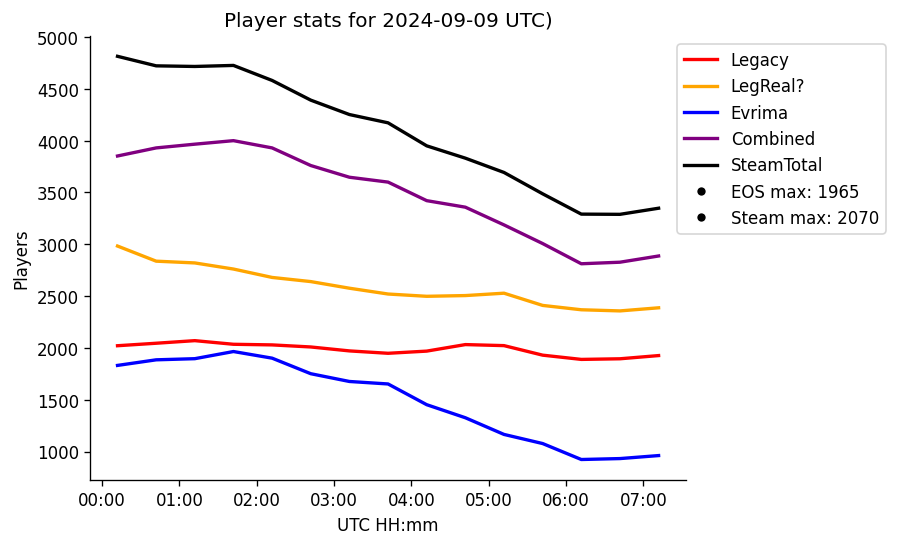 Player stats for 2024-09-09 UTC)
5000
4500
4000
3500
3000
2500
2000
1500
1000
Players
00:00 01:00 02:00 03:00 04:00 05:00 06:00 07:00
UTC HH:mm
Legacy
LegReal?
Evrima
Combined
SteamTotal
EOS max: 1965
Steam max: 2070